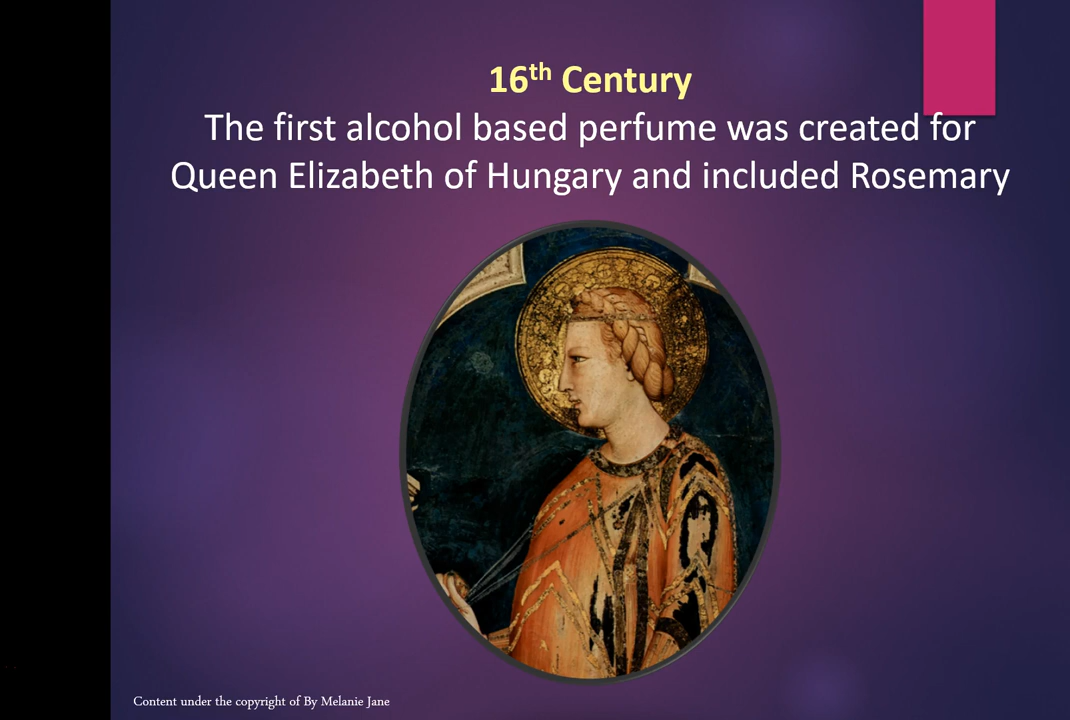 16th Century
The first alcohol based perfume was created for
Queen Elizabeth of Hungary and included Rosemary
Content under the copyright of By Melanie Jane